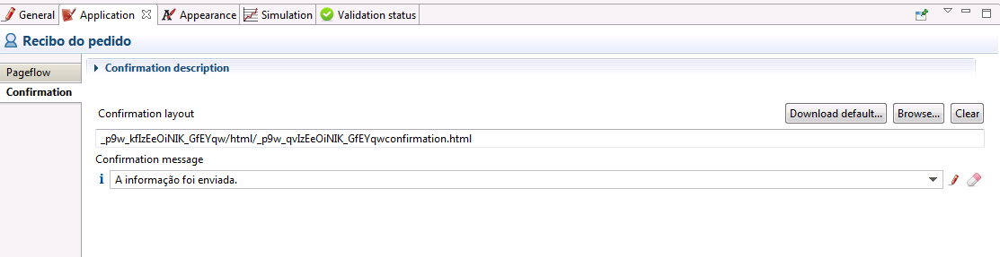 General Application Appearance Simulation Validation status
Recibo do pedido
Pageflow
Confirmation
Confirmation description
Confirmation layout Download default... Browse... Clear
_p9w_kfIzEeOiNIK_GfEYqw/html/_p9w_qvIzEeOiNIK_GfEYqwconfirmation.html
Confirmation message
A informação foi enviada.